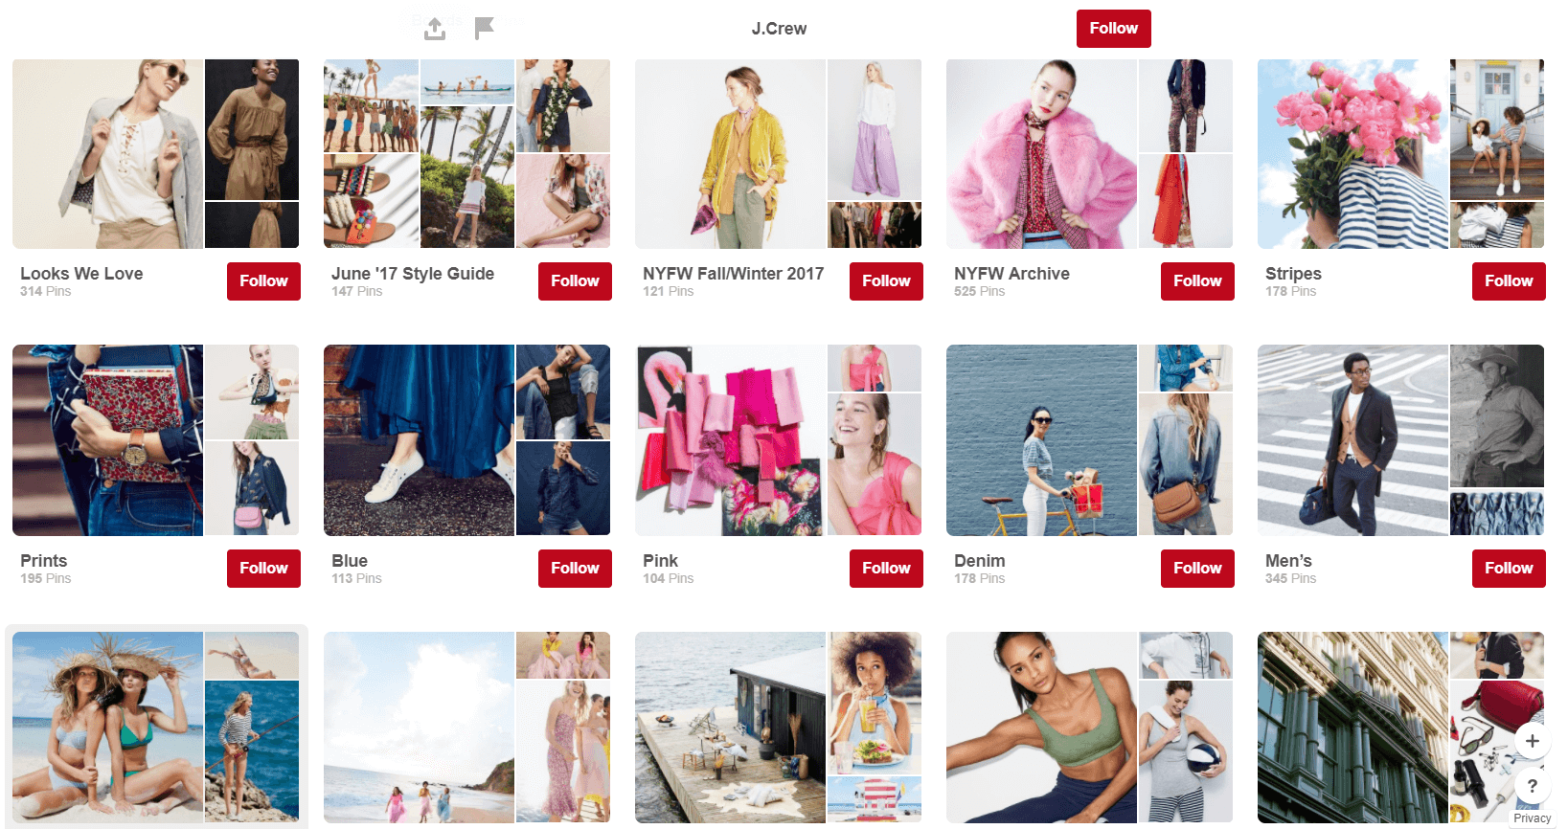 Boards
J.Crew
Follow
Looks We Love
314 Pins
Follow
June '17 Style Guide
147 Pins
Follow
NYFW Fall/Winter 2017
121 Pins
Follow
NYFW Archive
525 Pins
Follow
Stripes
178 Pins
Follow
Prints
195 Pins
Follow
Blue
113 Pins
Follow
Pink
104 Pins
Follow
Denim
178 Pins
Follow
Men’s
345 Pins
Follow
+
?
Privacy